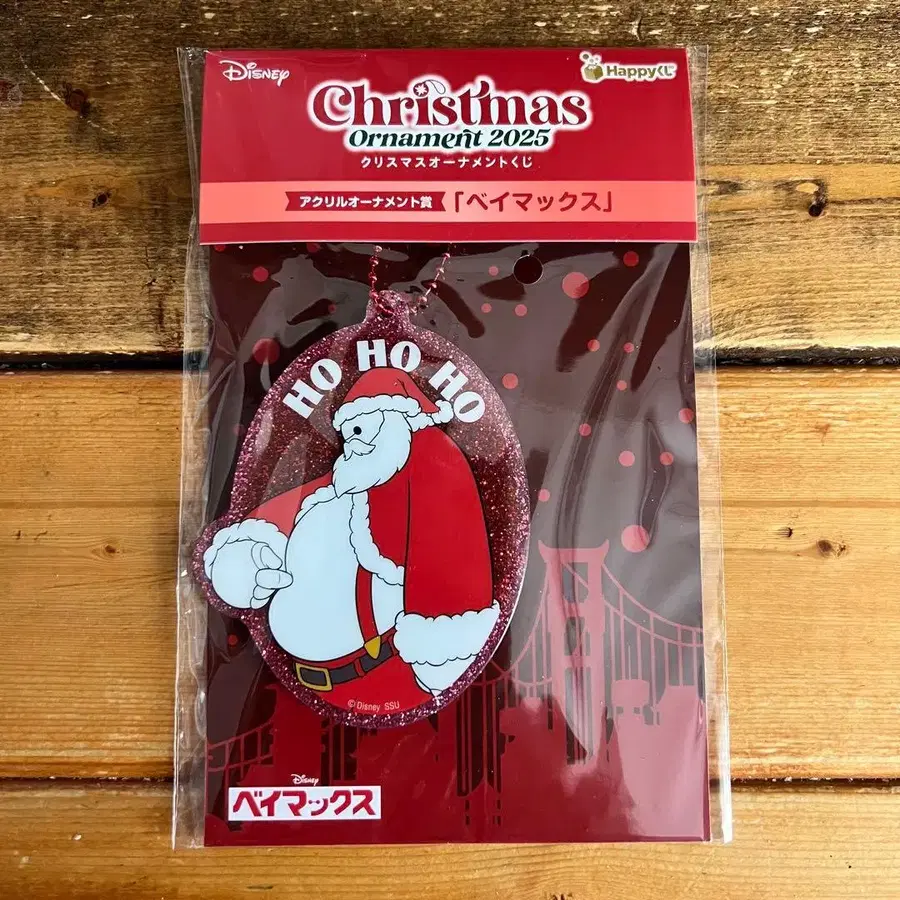 Disney
Happyくじ
Christmas
Ornament 2025
クリスマスオーナメントくじ
アクリルオーナメント賞「ベイマックス」
HO HO HO
© Disney SSU
Disney
ベイマックス